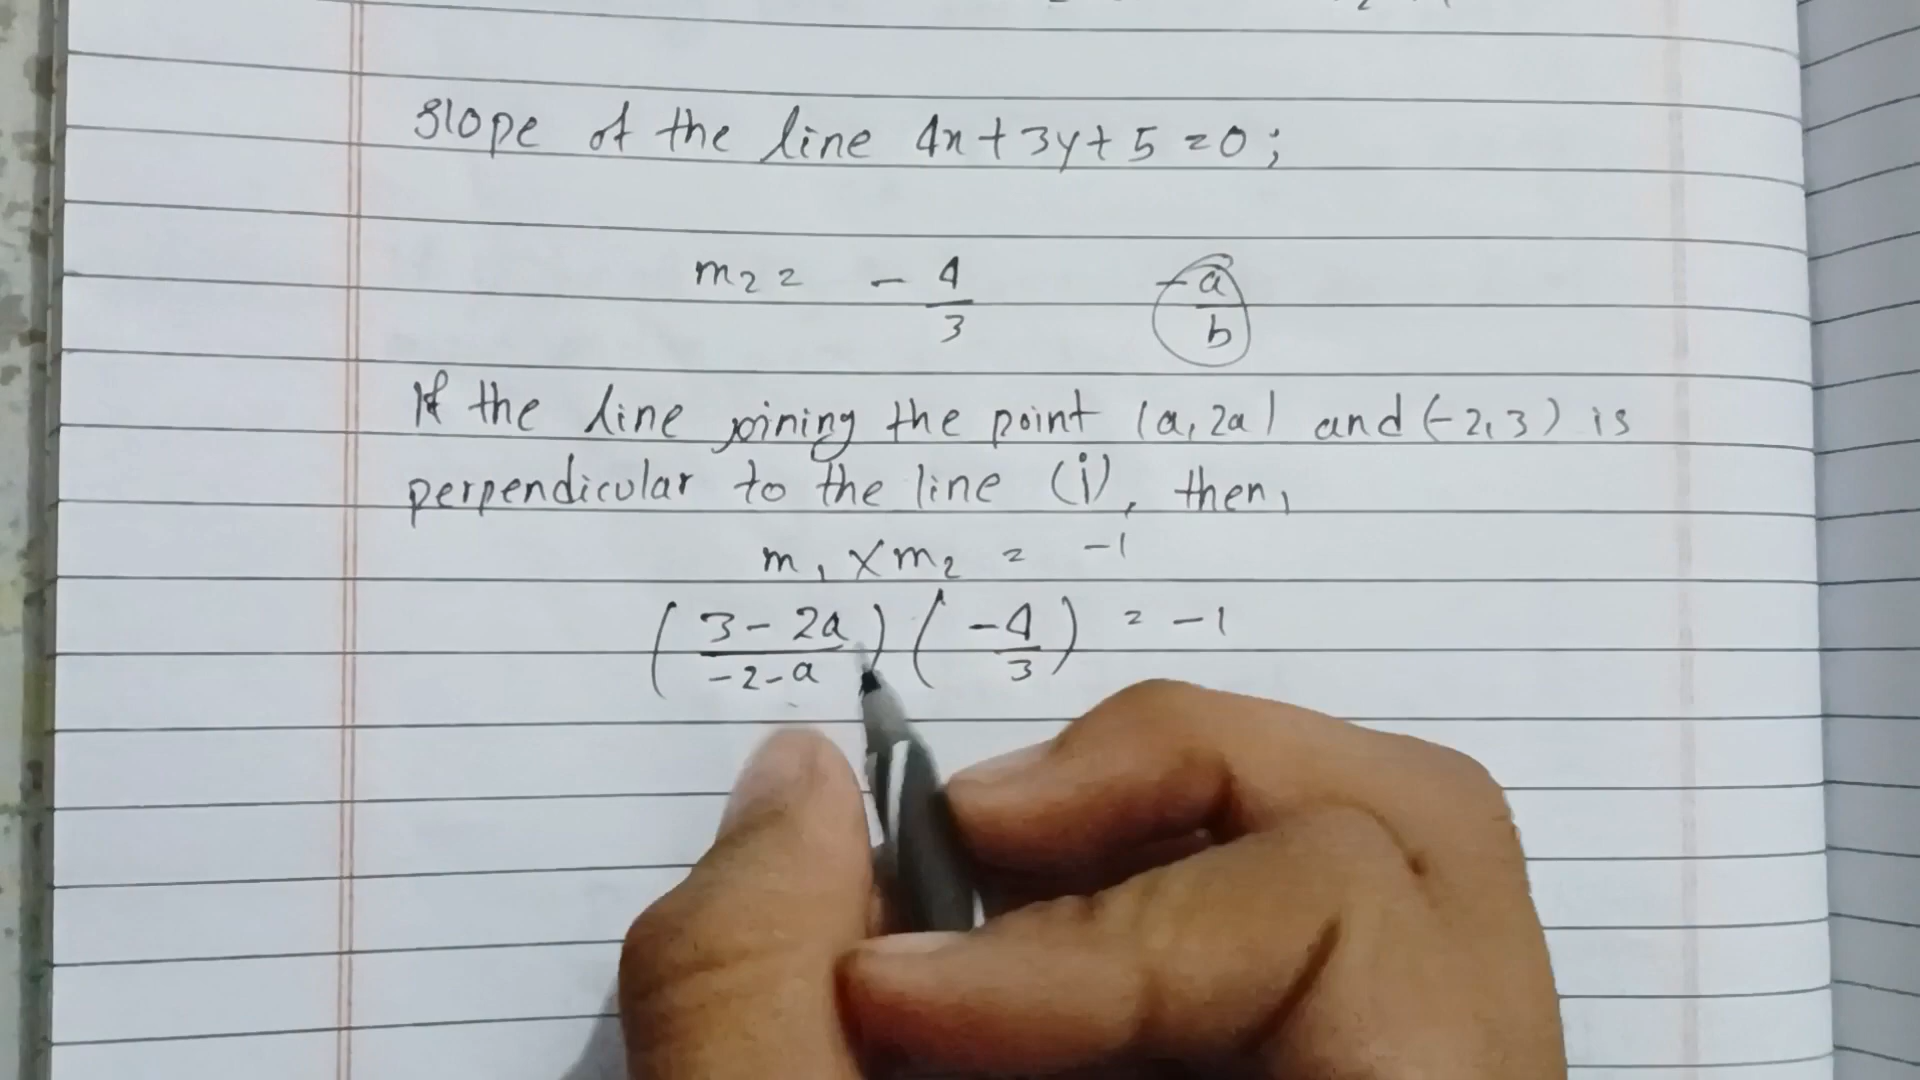 Slope of the line 4x+3y+5=0;
m2 = -4/3 -a/b
If the line joining the point (a, 2a) and (-2,3) is
perpendicular to the line (i), then,
m1 × m2 = -1
(3-2a/-2-a)(-4/3) = -1